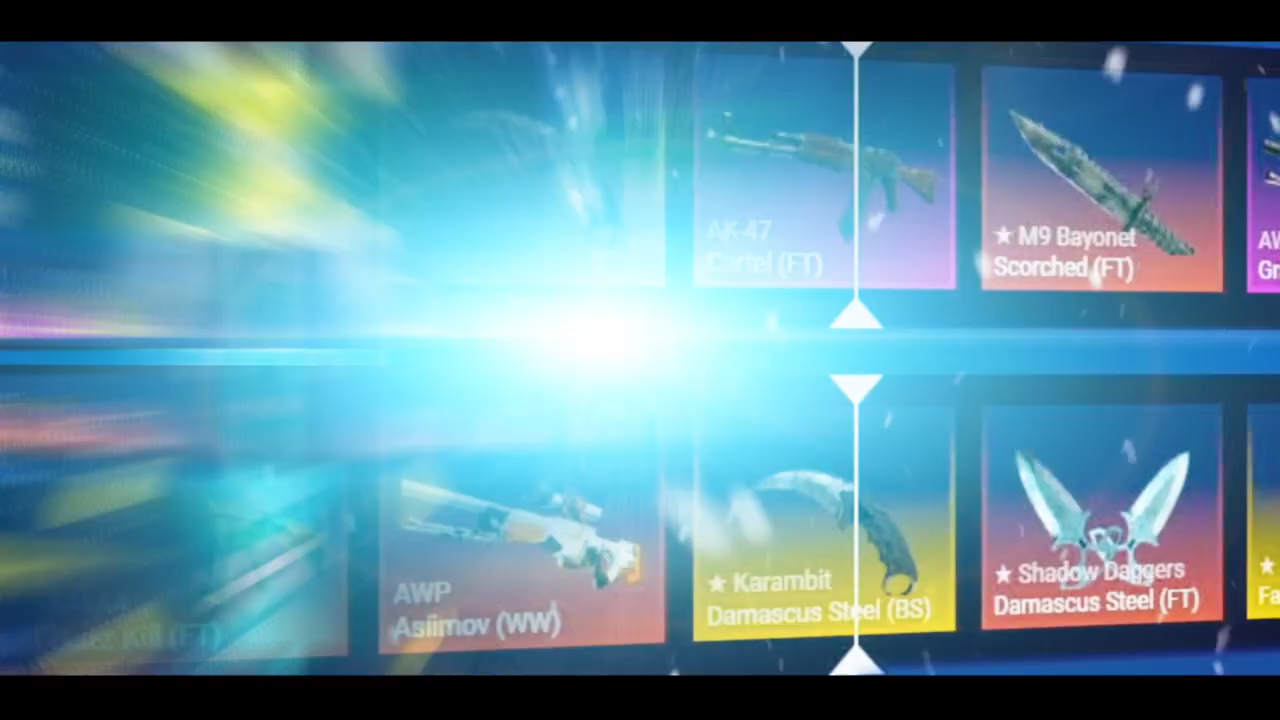 AK-47
Cartel (FT)
★ M9 Bayonet
Scorched (FT)
AWP
Asiimov (WW)
★ Karambit
Damascus Steel (BS)
★ Shadow Daggers
Damascus Steel (FT)
★